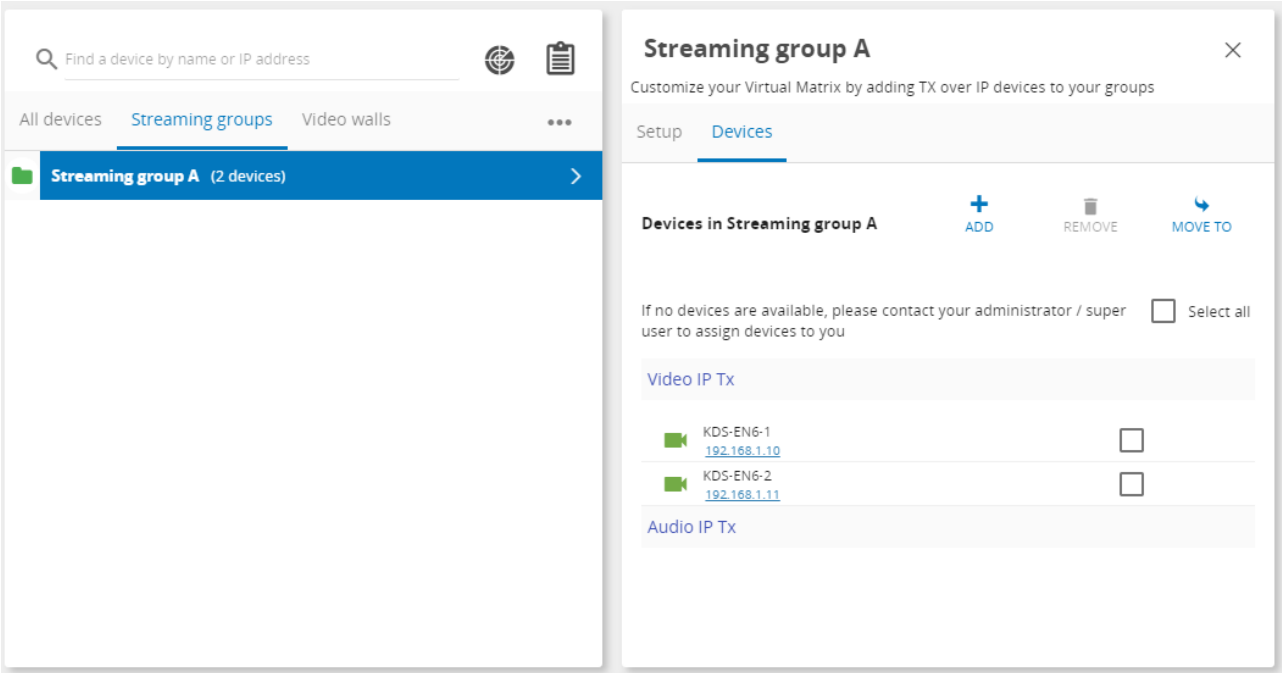 Find a device by name or IP address
All devices Streaming groups Video walls
Streaming group A (2 devices)
Streaming group A
Customize your Virtual Matrix by adding TX over IP devices to your groups
Setup Devices
Devices in Streaming group A
ADD REMOVE MOVE TO
If no devices are available, please contact your administrator / super
user to assign devices to you
Select all
Video IP Tx
KDS-EN6-1
192.168.1.10
KDS-EN6-2
192.168.1.11
Audio IP Tx